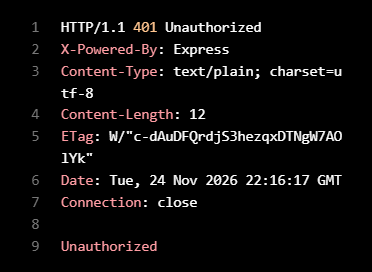 1 HTTP/1.1 401 Unauthorized
2 X-Powered-By: Express
3 Content-Type: text/plain; charset=u
tf-8
4 Content-Length: 12
5 ETag: W/"c-dAuDFQrdjS3hezqxDTNgW7AO
lYk"
6 Date: Tue, 24 Nov 2026 22:16:17 GMT
7 Connection: close
8
9 Unauthorized